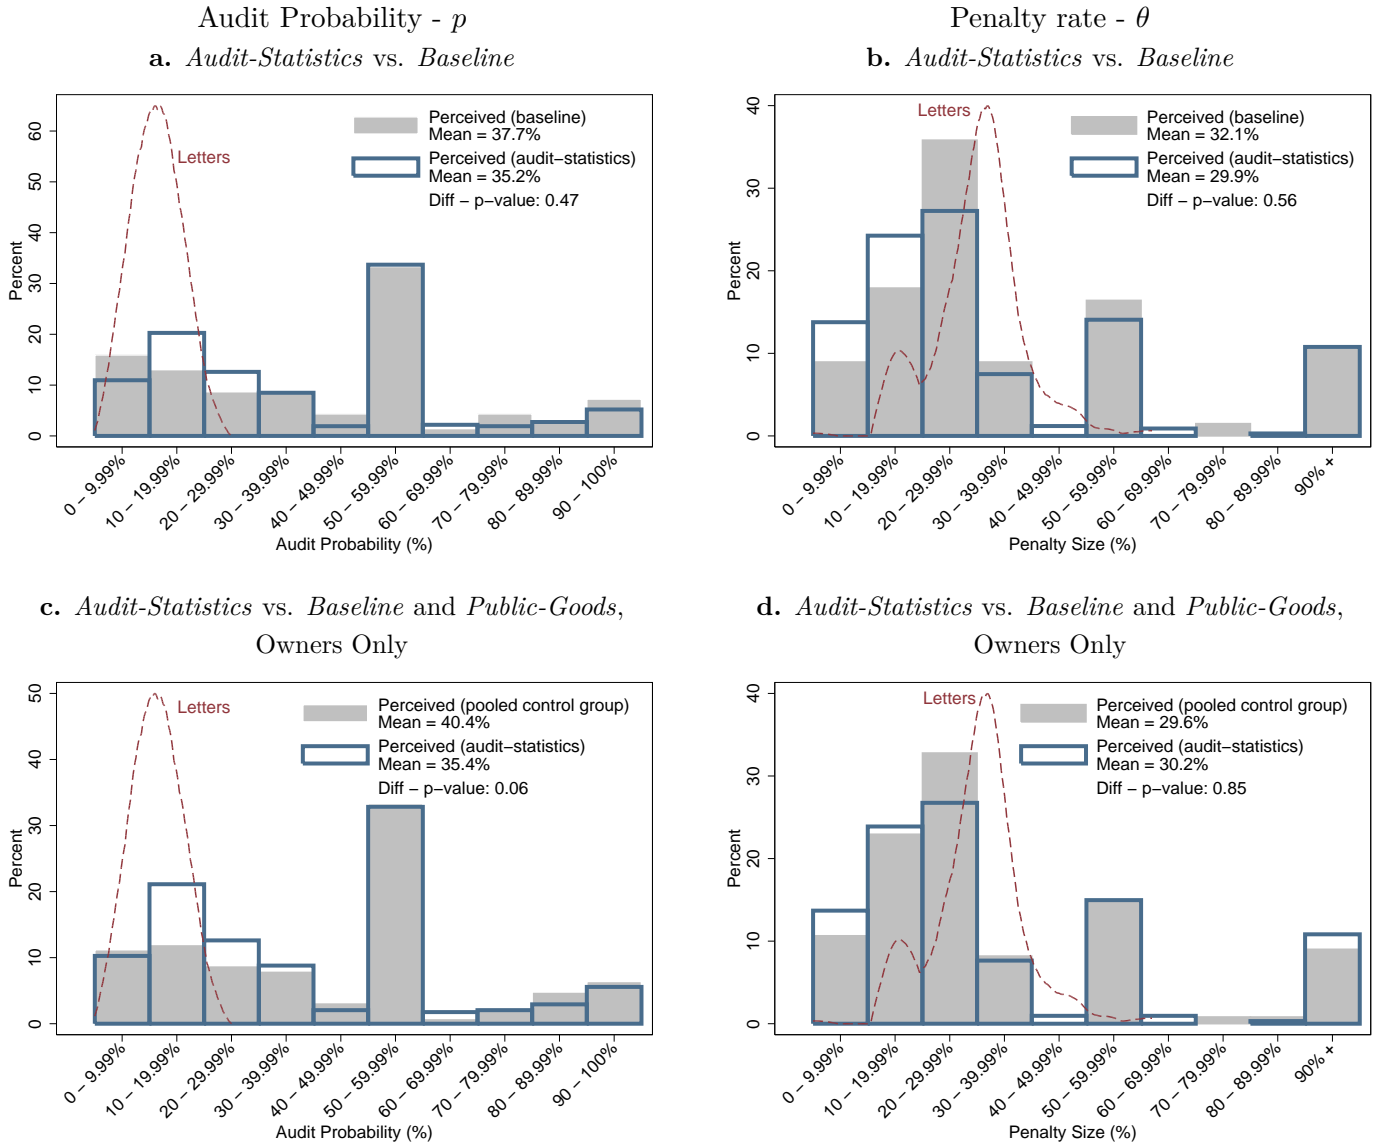 Audit Probability - p
Penalty rate - θ
a. Audit-Statistics vs. Baseline
b. Audit-Statistics vs. Baseline
Percent
0
10
20
30
40
50
60
Letters
Perceived (baseline)
Mean = 37.7%
Perceived (audit−statistics)
Mean = 35.2%
Diff − p−value: 0.47
0 − 9.99%
10 − 19.99%
20 − 29.99%
30 − 39.99%
40 − 49.99%
50 − 59.99%
60 − 69.99%
70 − 79.99%
80 − 89.99%
90 − 100%
Audit Probability (%)
Percent
0
10
20
30
40
Letters
Perceived (baseline)
Mean = 32.1%
Perceived (audit−statistics)
Mean = 29.9%
Diff − p−value: 0.56
0 − 9.99%
10 − 19.99%
20 − 29.99%
30 − 39.99%
40 − 49.99%
50 − 59.99%
60 − 69.99%
70 − 79.99%
80 − 89.99%
90% +
Penalty Size (%)
c. Audit-Statistics vs. Baseline and Public-Goods,
Owners Only
d. Audit-Statistics vs. Baseline and Public-Goods,
Owners Only
Percent
0
10
20
30
40
50
Letters
Perceived (pooled control group)
Mean = 40.4%
Perceived (audit−statistics)
Mean = 35.4%
Diff − p−value: 0.06
0 − 9.99%
10 − 19.99%
20 − 29.99%
30 − 39.99%
40 − 49.99%
50 − 59.99%
60 − 69.99%
70 − 79.99%
80 − 89.99%
90 − 100%
Audit Probability (%)
Percent
0
10
20
30
40
Letters
Perceived (pooled control group)
Mean = 29.6%
Perceived (audit−statistics)
Mean = 30.2%
Diff − p−value: 0.85
0 − 9.99%
10 − 19.99%
20 − 29.99%
30 − 39.99%
40 − 49.99%
50 − 59.99%
60 − 69.99%
70 − 79.99%
80 − 89.99%
90% +
Penalty Size (%)